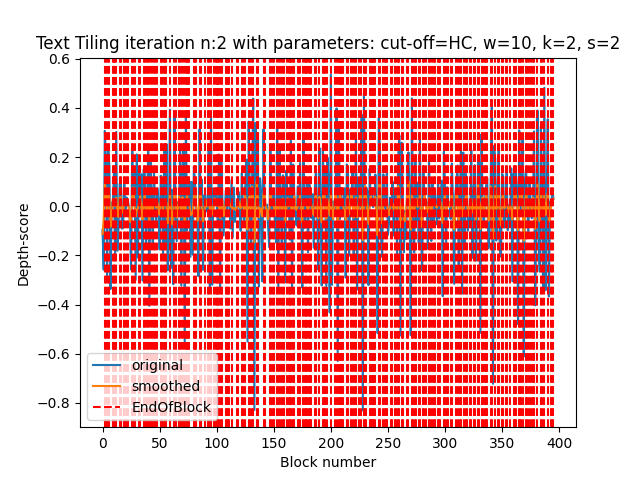 Text Tiling iteration n:2 with parameters: cut-off=HC, w=10, k=2, s=2
0.6
0.4
0.2
0.0
−0.2
−0.4
−0.6
−0.8
Depth-score
original
smoothed
EndOfBlock
0 50 100 150 200 250 300 350 400
Block number